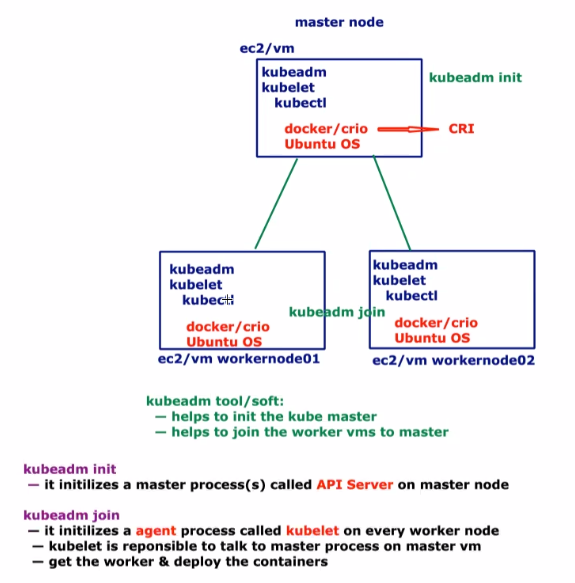 master node
ec2/vm
kubeadm
kubelet
kubectl
kubeadm init
docker/crio
CRI
Ubuntu OS
kubeadm
kubelet
kubectl
docker/crio
Ubuntu OS
ec2/vm workernode01
kubeadm join
kubeadm
kubelet
kubectl
docker/crio
Ubuntu OS
ec2/vm workernode02
kubeadm tool/soft:
— helps to init the kube master
— helps to join the worker vms to master
kubeadm init
— it initilizes a master process(s) called API Server on master node
kubeadm join
— it initilizes a agent process called kubelet on every worker node
— kubelet is reponsible to talk to master process on master vm
— get the worker & deploy the containers